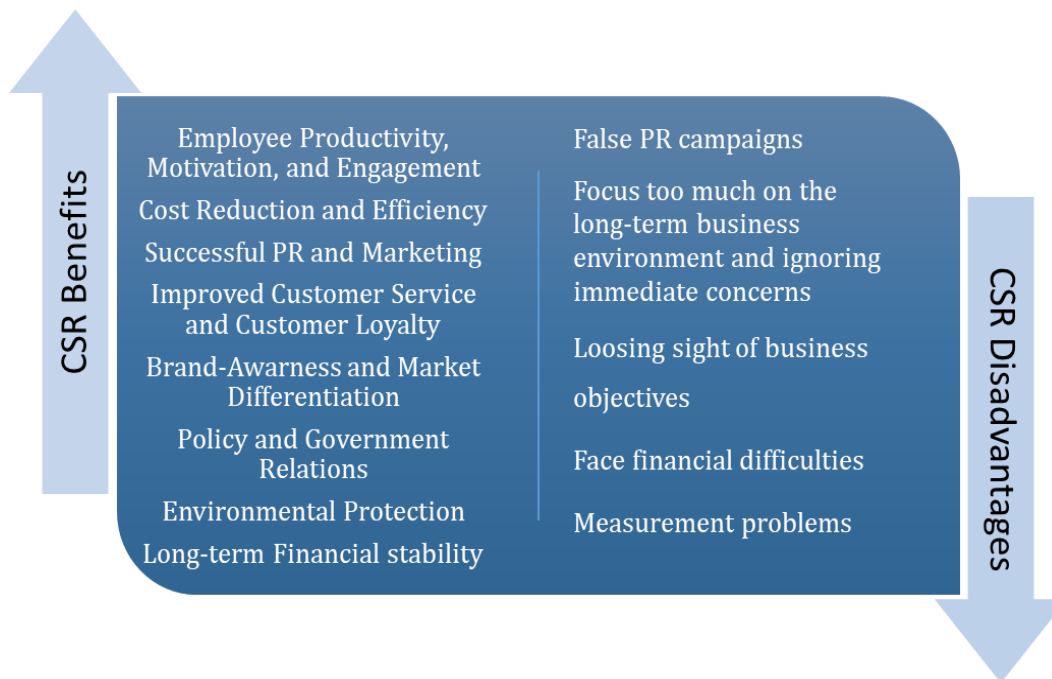 CSR Benefits
Employee Productivity,
Motivation, and Engagement
Cost Reduction and Efficiency
Successful PR and Marketing
Improved Customer Service
and Customer Loyalty
Brand-Awarness and Market
Differentiation
Policy and Government
Relations
Environmental Protection
Long-term Financial stability
False PR campaigns
Focus too much on the
long-term business
environment and ignoring
immediate concerns
Loosing sight of business
objectives
Face financial difficulties
Measurement problems
CSR Disadvantages